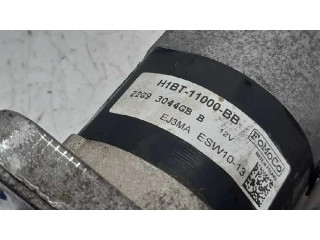 H1BT-11000-BB
22G9 3044GB B 12V
EJ3MA ESW10-13
FoMoCo